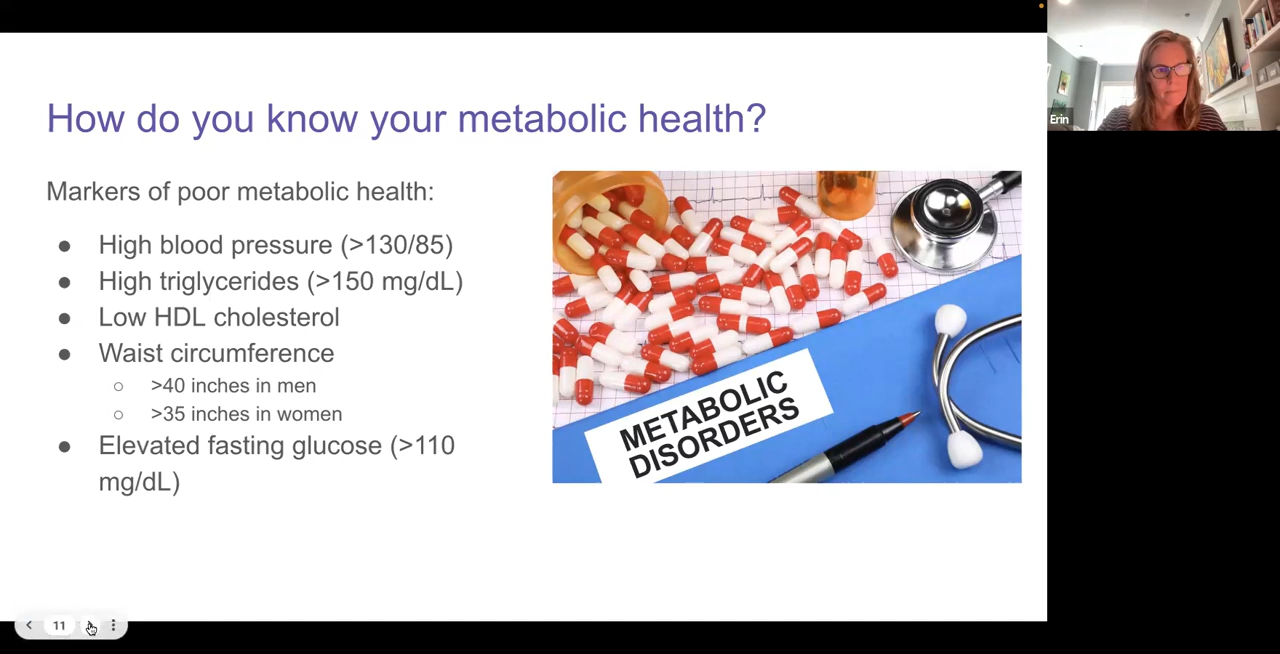 How do you know your metabolic health?
Markers of poor metabolic health:
● High blood pressure (>130/85)
● High triglycerides (>150 mg/dL)
● Low HDL cholesterol
● Waist circumference
○ >40 inches in men
○ >35 inches in women
● Elevated fasting glucose (>110
mg/dL)
METABOLIC
DISORDERS
Erin
11